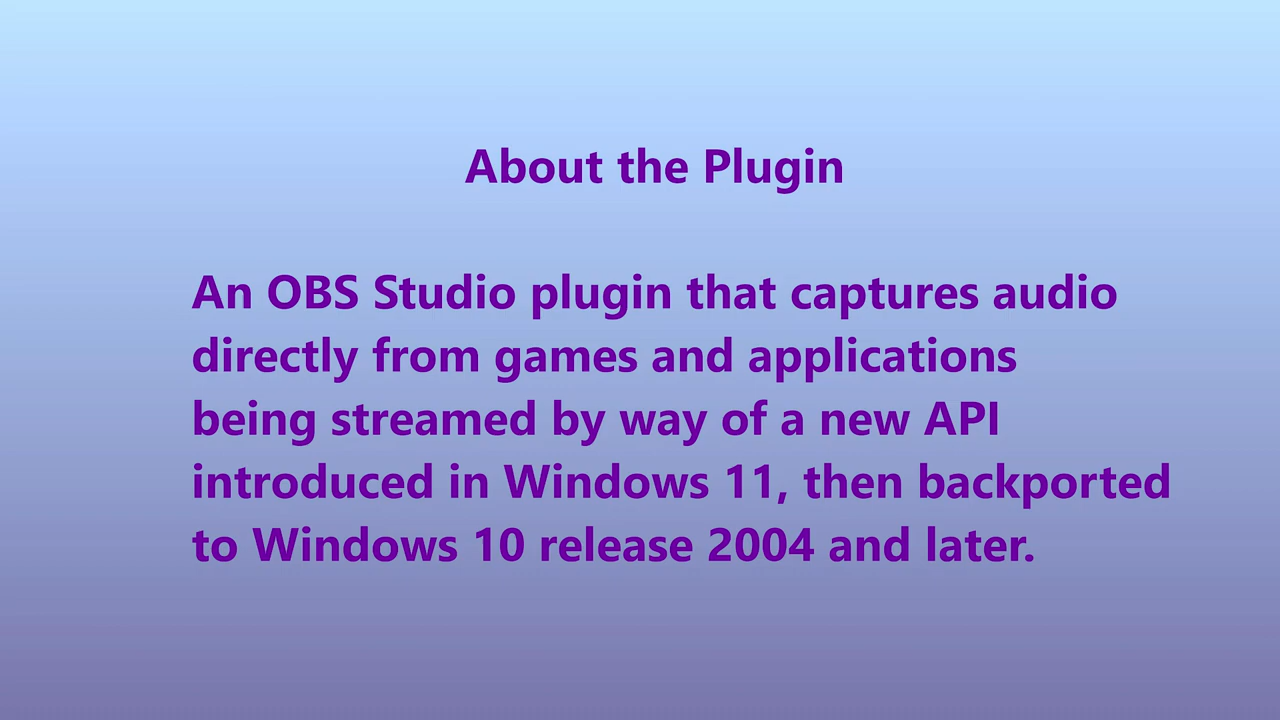 About the Plugin
An OBS Studio plugin that captures audio
directly from games and applications
being streamed by way of a new API
introduced in Windows 11, then backported
to Windows 10 release 2004 and later.